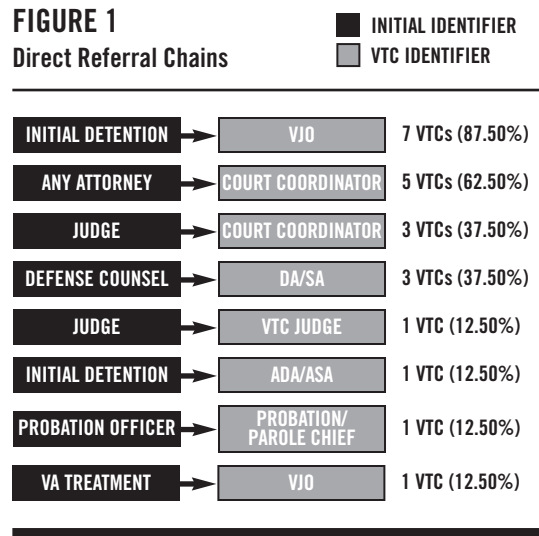 FIGURE 1
Direct Referral Chains
INITIAL IDENTIFIER
VTC IDENTIFIER
INITIAL DETENTION VJO 7 VTCs (87.50%)
ANY ATTORNEY COURT COORDINATOR 5 VTCs (62.50%)
JUDGE COURT COORDINATOR 3 VTCs (37.50%)
DEFENSE COUNSEL DA/SA 3 VTCs (37.50%)
JUDGE VTC JUDGE 1 VTC (12.50%)
INITIAL DETENTION ADA/ASA 1 VTC (12.50%)
PROBATION OFFICER PROBATION/
PAROLE CHIEF 1 VTC (12.50%)
VA TREATMENT VJO 1 VTC (12.50%)